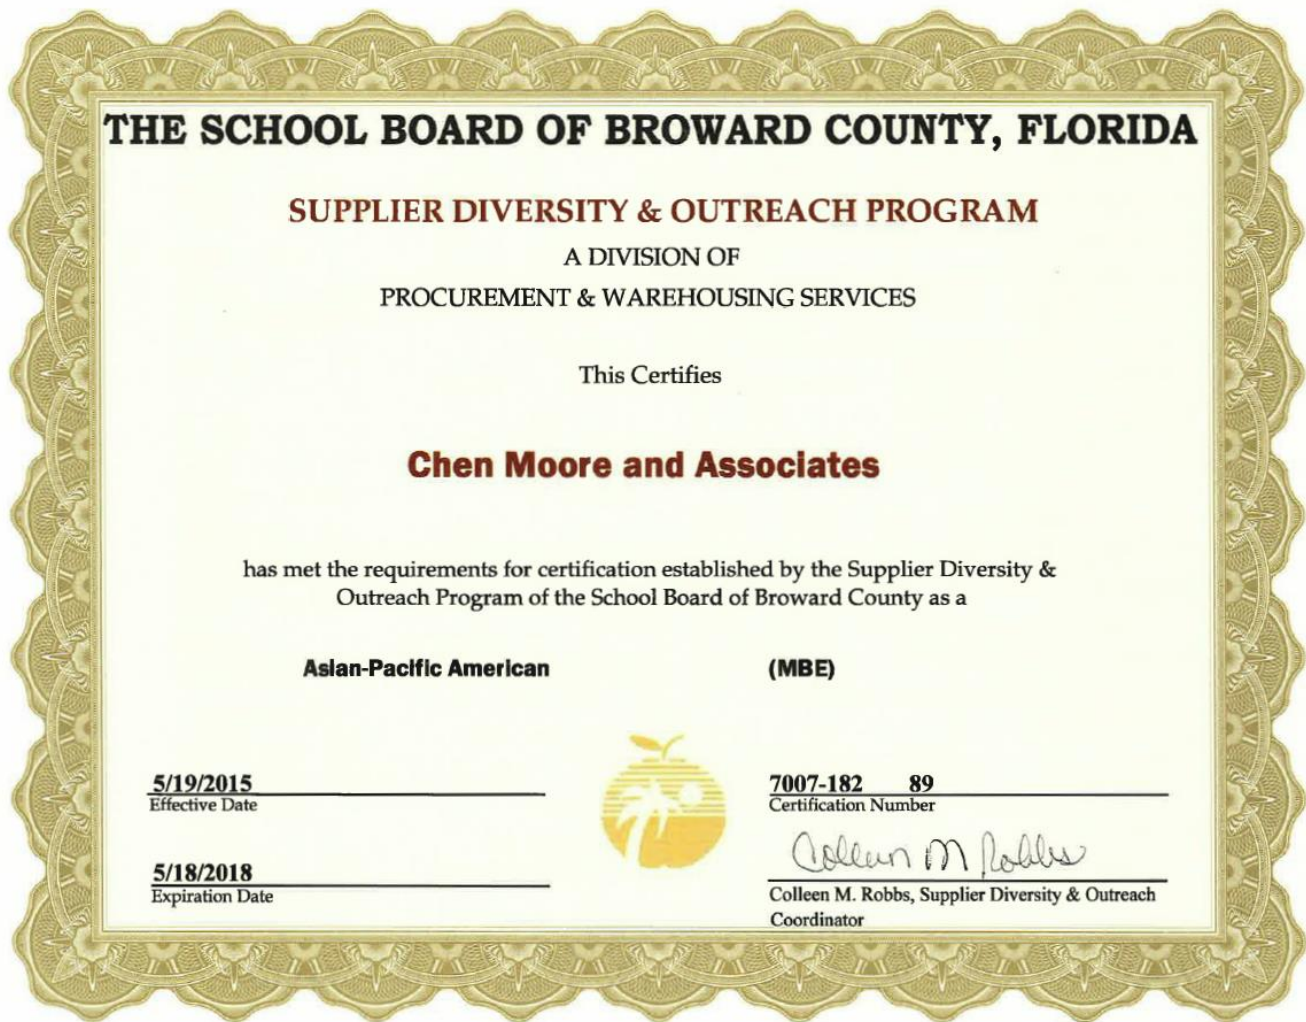 THE SCHOOL BOARD OF BROWARD COUNTY, FLORIDA
SUPPLIER DIVERSITY & OUTREACH PROGRAM
A DIVISION OF
PROCUREMENT & WAREHOUSING SERVICES
This Certifies
Chen Moore and Associates
has met the requirements for certification established by the Supplier Diversity &
Outreach Program of the School Board of Broward County as a
Asian-Pacific American (MBE)
5/19/2015
Effective Date
7007-182 89
Certification Number
Colleen M Robbs
5/18/2018
Expiration Date
Colleen M. Robbs, Supplier Diversity & Outreach
Coordinator